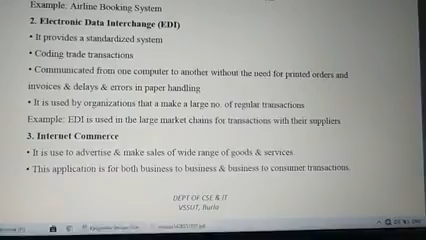 Example: Airline Booking System
2. Electronic Data Interchange (EDI)
• It provides a standardized system
• Coding trade transactions
• Communicated from one computer to another without the need for printed orders and
invoices & delays & errors in paper handling
• It is used by organizations that a make a large no. of regular transactions
Example: EDI is used in the large market chains for transactions with their suppliers
3. Internet Commerce
• It is use to advertise & make sales of wide range of goods & services.
• This application is for both business to business & business to consumer transactions.
DEPT OF CSE & IT
VSSUT, Burla